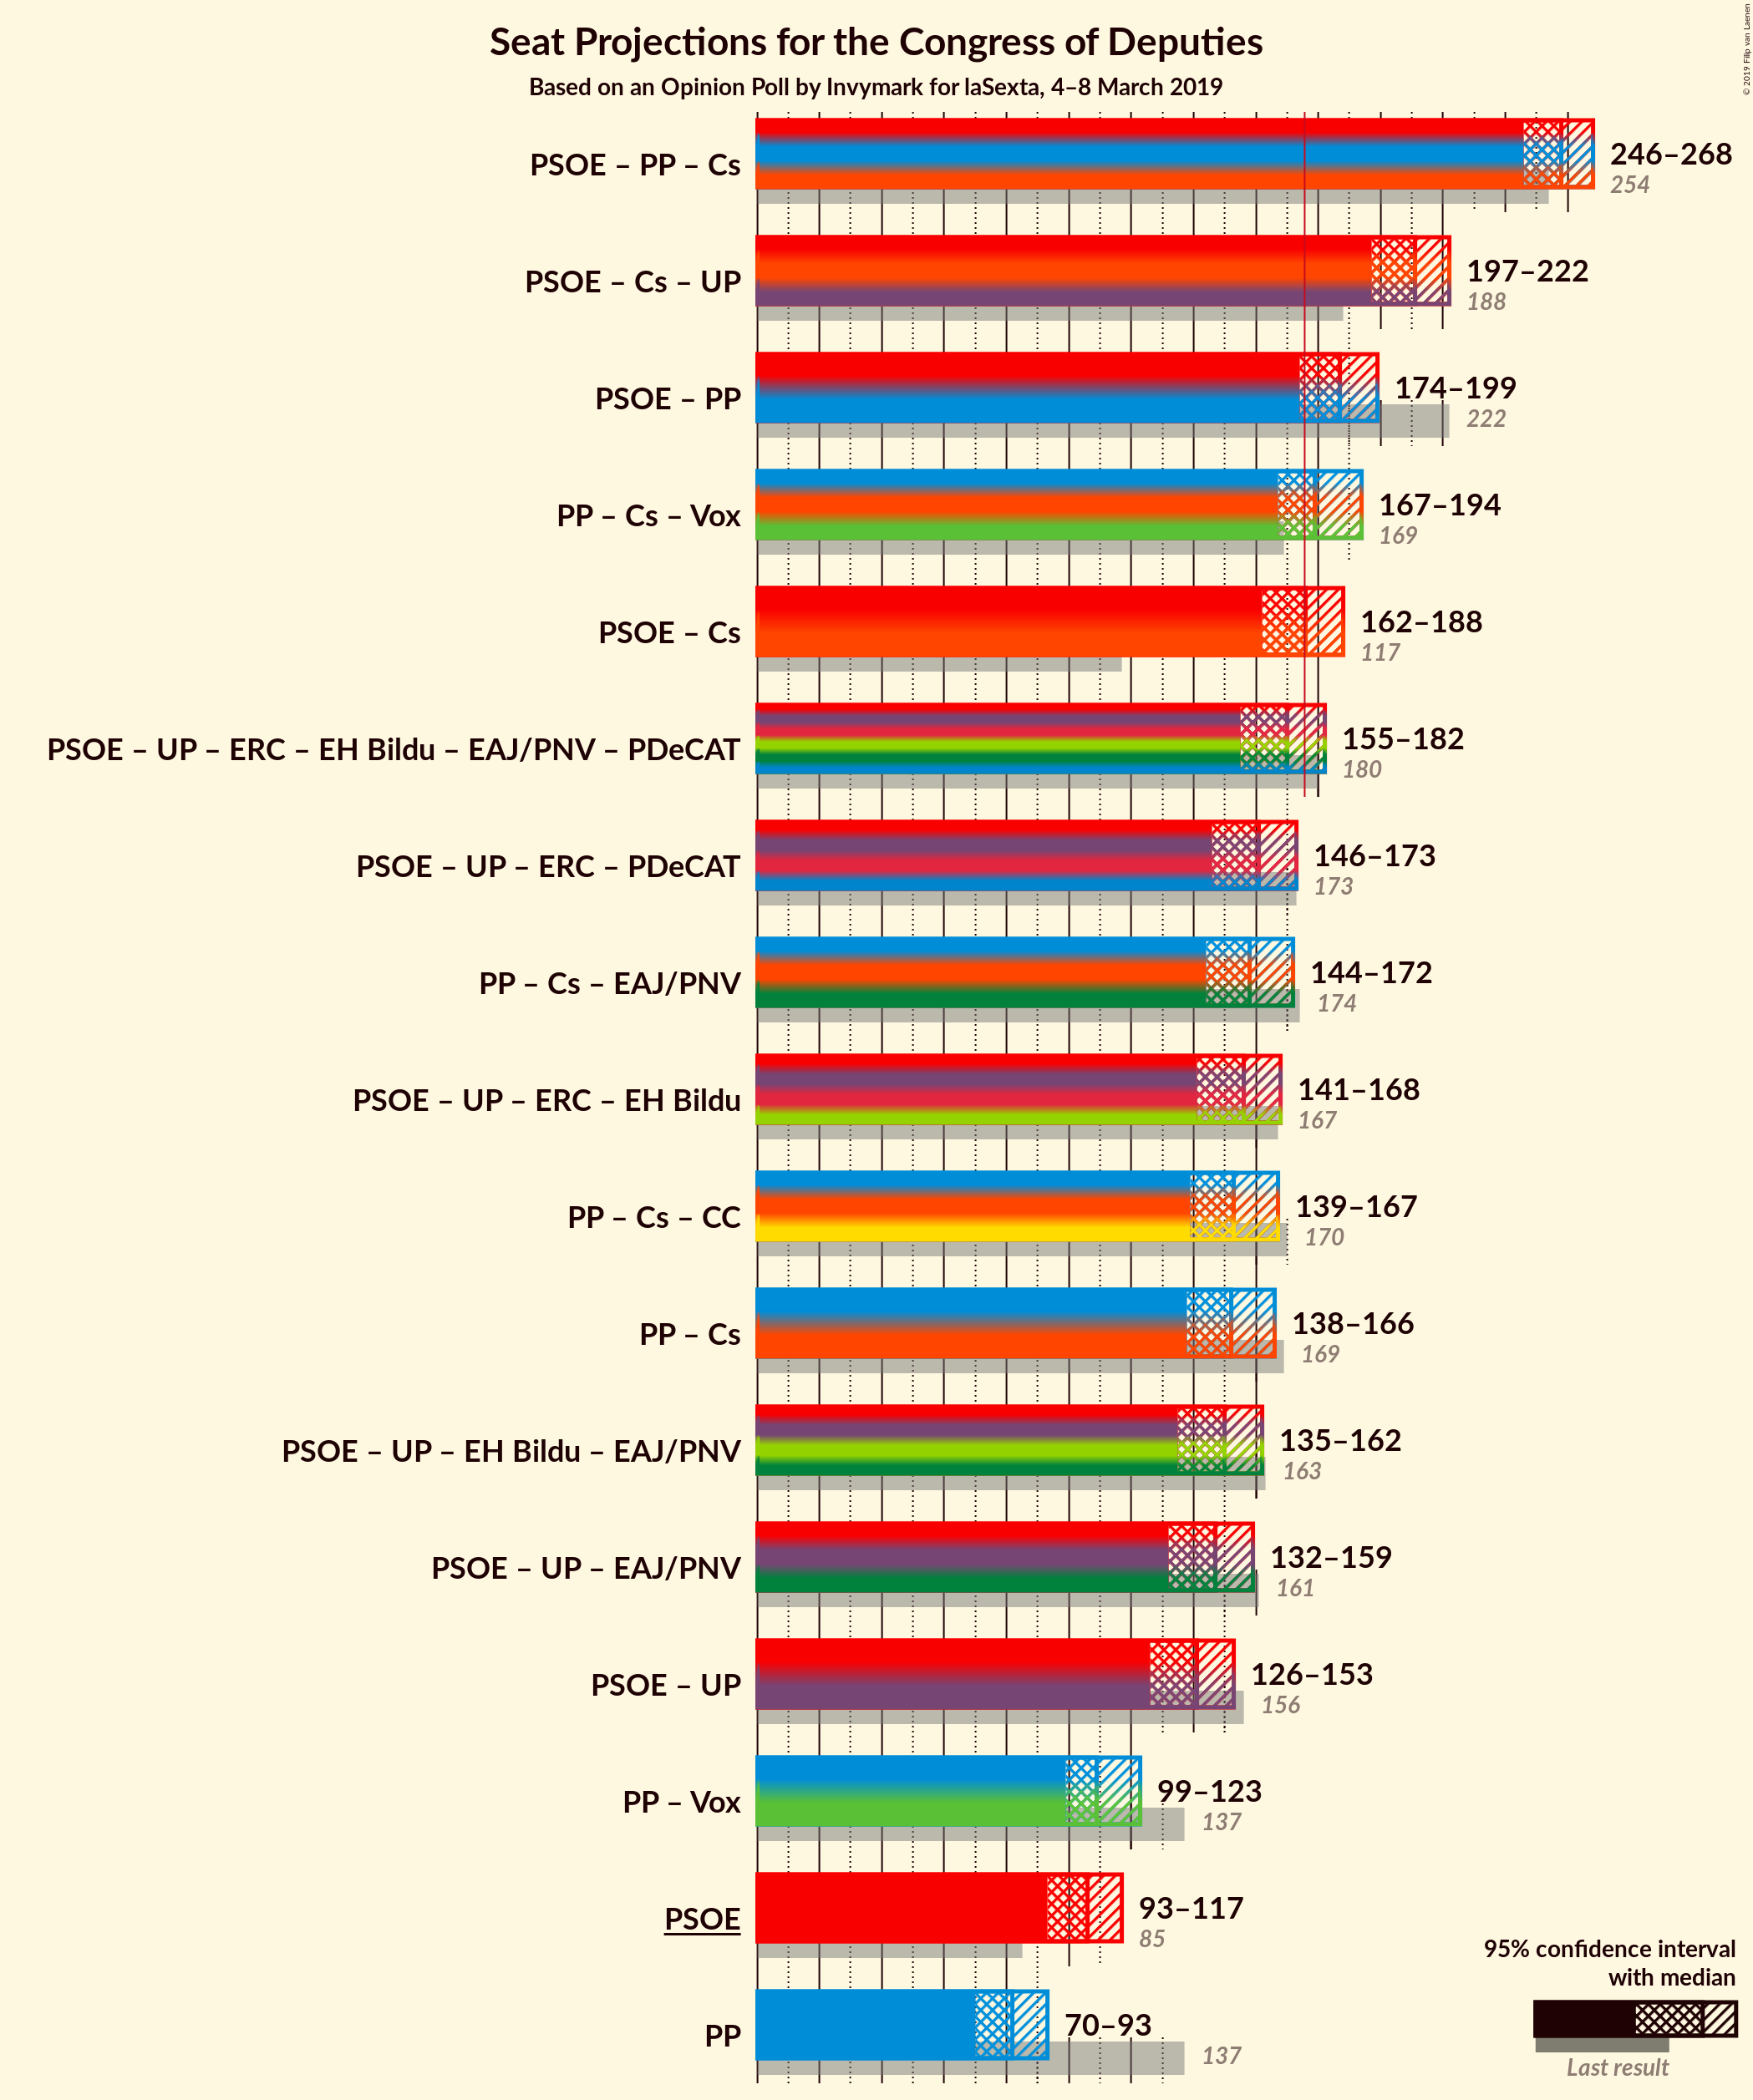 Seat Projections for the Congress of Deputies
Based on an Opinion Poll by Invymark for laSexta, 4–8 March 2019
© 2019 Filip van Laenen
PSOE – PP – Cs
246–268
254
PSOE – Cs – UP
197–222
188
PSOE – PP
174–199
222
PP – Cs – Vox
167–194
169
PSOE – Cs
162–188
117
PSOE – UP – ERC – EH Bildu – EAJ/PNV – PDeCAT
155–182
180
PSOE – UP – ERC – PDeCAT
146–173
173
PP – Cs – EAJ/PNV
144–172
174
PSOE – UP – ERC – EH Bildu
141–168
167
PP – Cs – CC
139–167
170
PP – Cs
138–166
169
PSOE – UP – EH Bildu – EAJ/PNV
135–162
163
PSOE – UP – EAJ/PNV
132–159
161
PSOE – UP
126–153
156
PP – Vox
99–123
137
PSOE
93–117
85
PP
70–93
137
95% confidence interval
with median
Last result